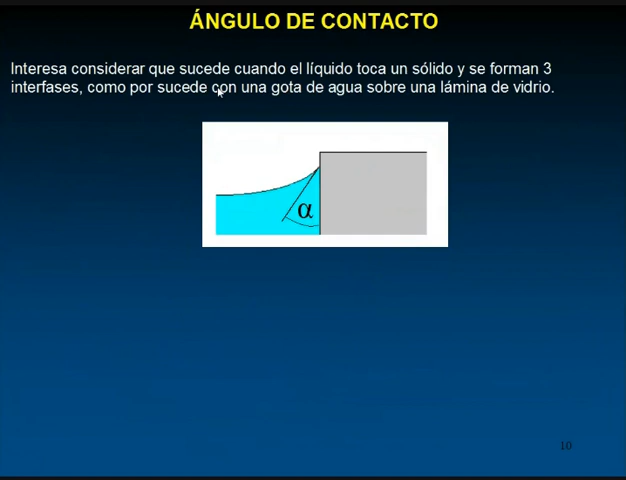 ÁNGULO DE CONTACTO
Interesa considerar que sucede cuando el líquido toca un sólido y se forman 3
interfases, como por sucede con una gota de agua sobre una lámina de vidrio.
α
10